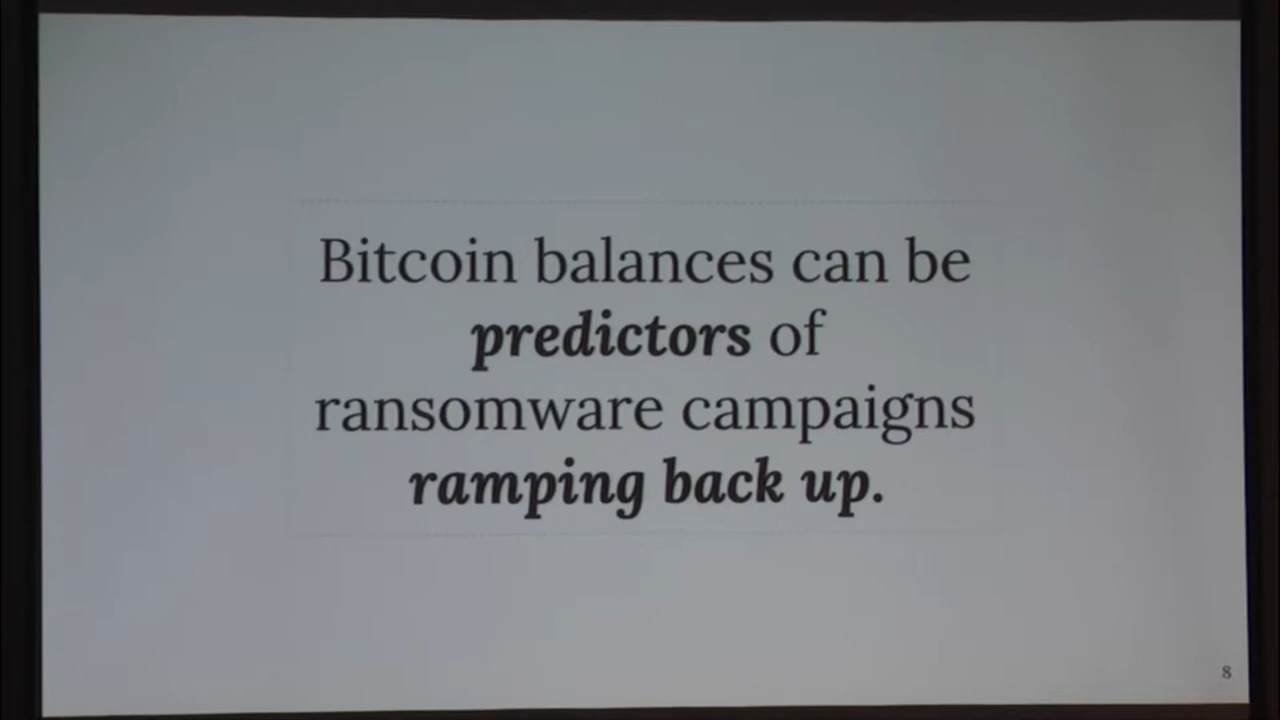 Bitcoin balances can be
predictors of
ransomware campaigns
ramping back up.
8